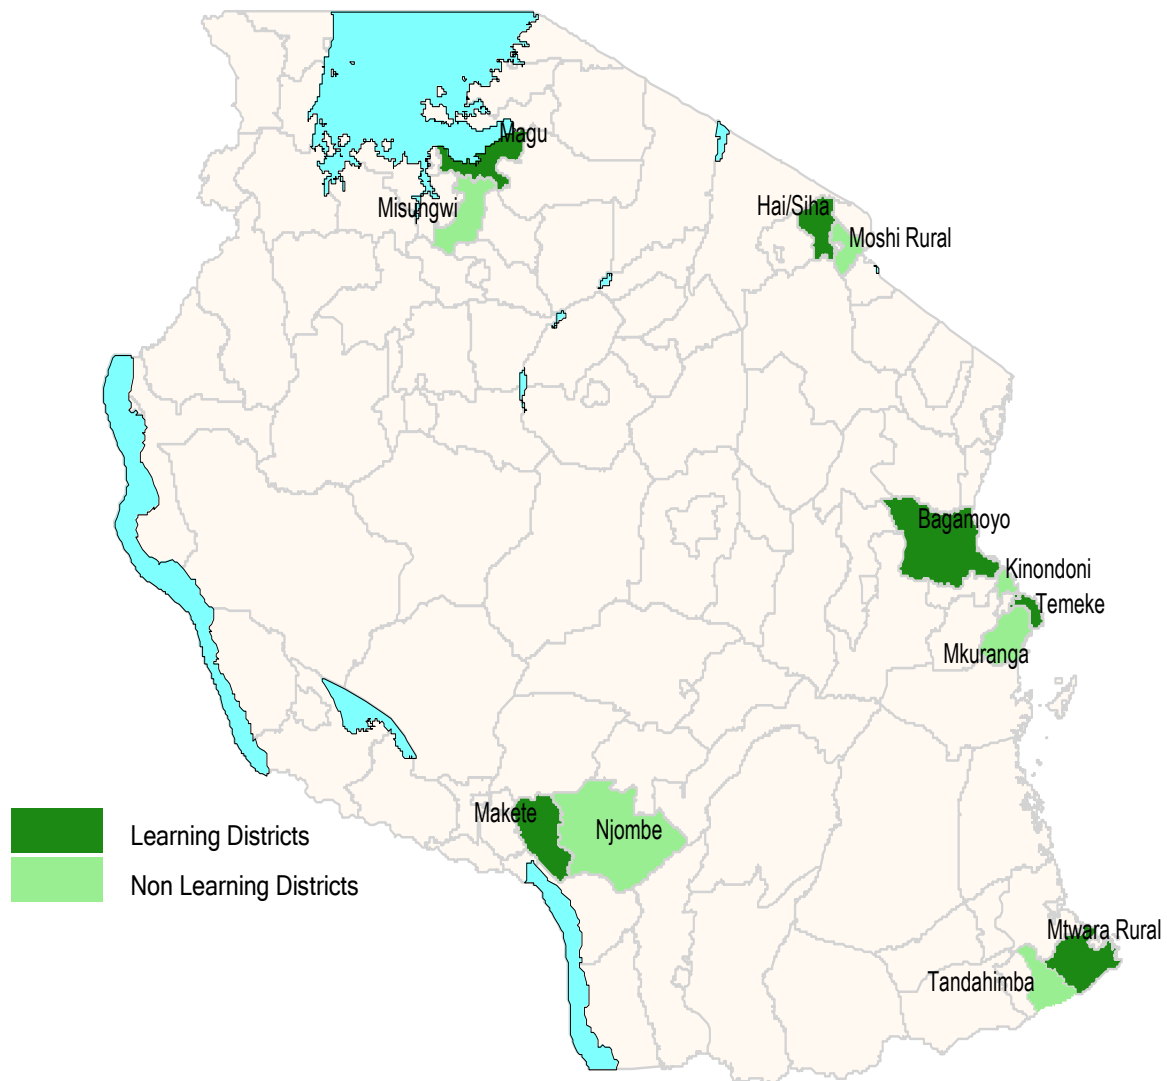 Magu
Misungwi
Hai/Siha
Moshi Rural
Bagamoyo
Kinondoni
Temeke
Mkuranga
Makete
Njombe
Learning Districts
Non Learning Districts
Mtwara Rural
Tandahimba